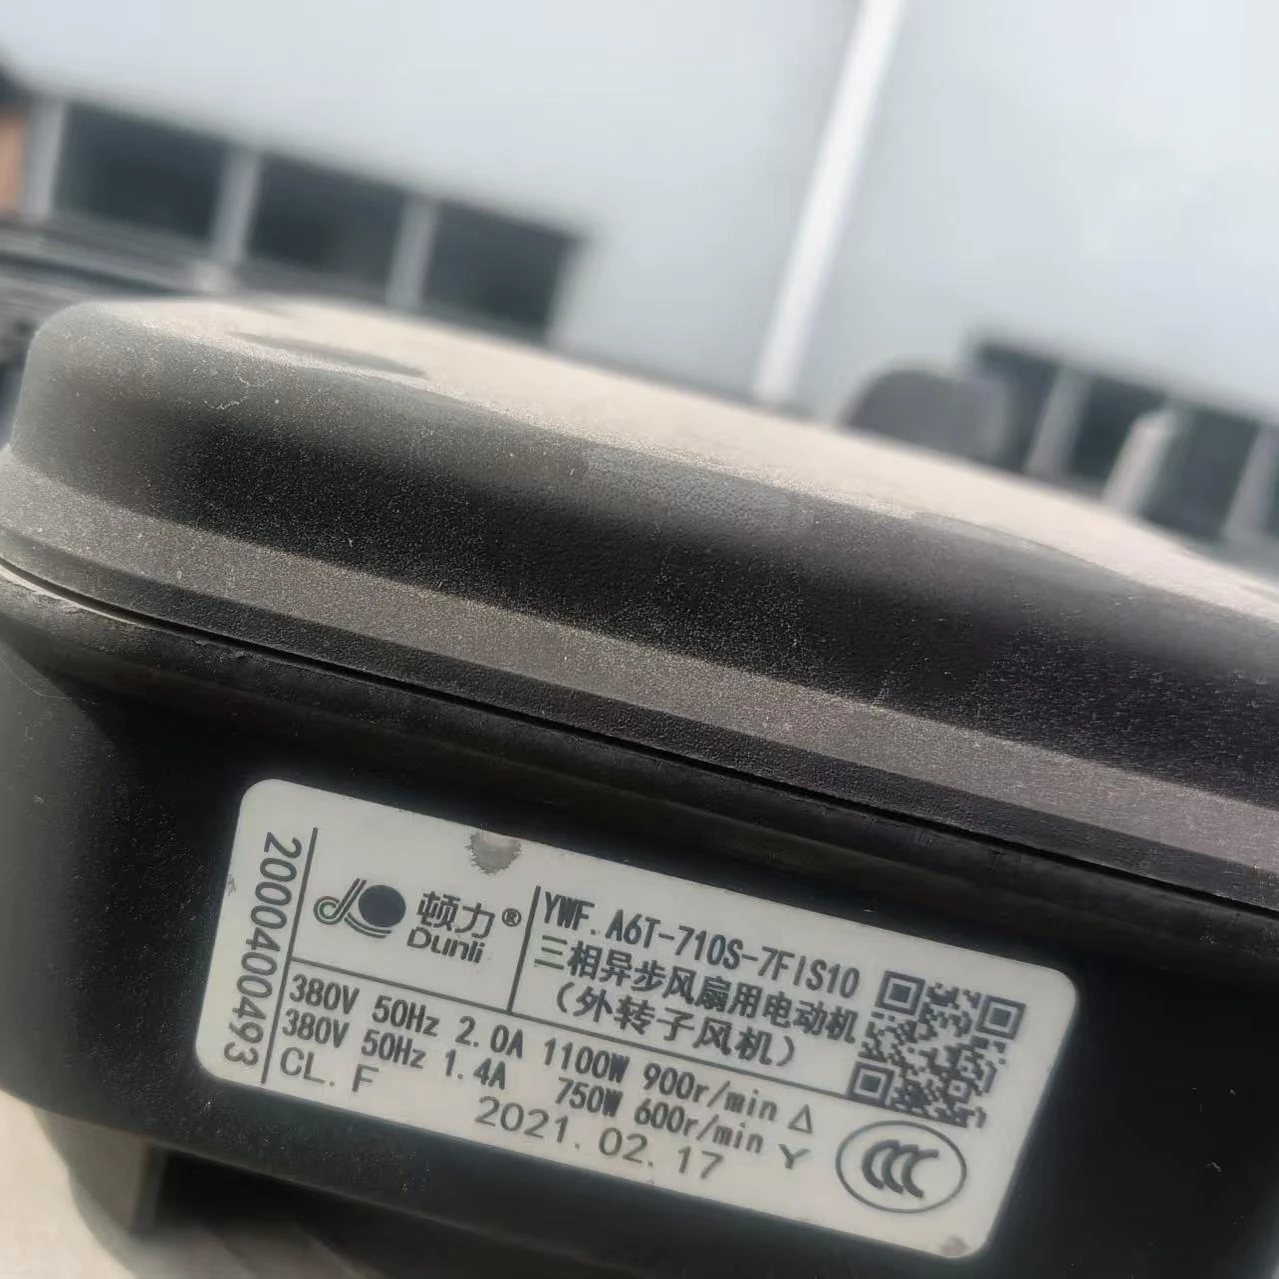 200040400493
顿力®
Dunli
YWF.A6T-710S-7FIS10
三相异步风扇用电动机
（外转子风机）
380V 50Hz 2.0A 1100W 900r/min △
380V 50Hz 1.4A 750W 600r/min Y
CL. F
2021.02.17
CCC